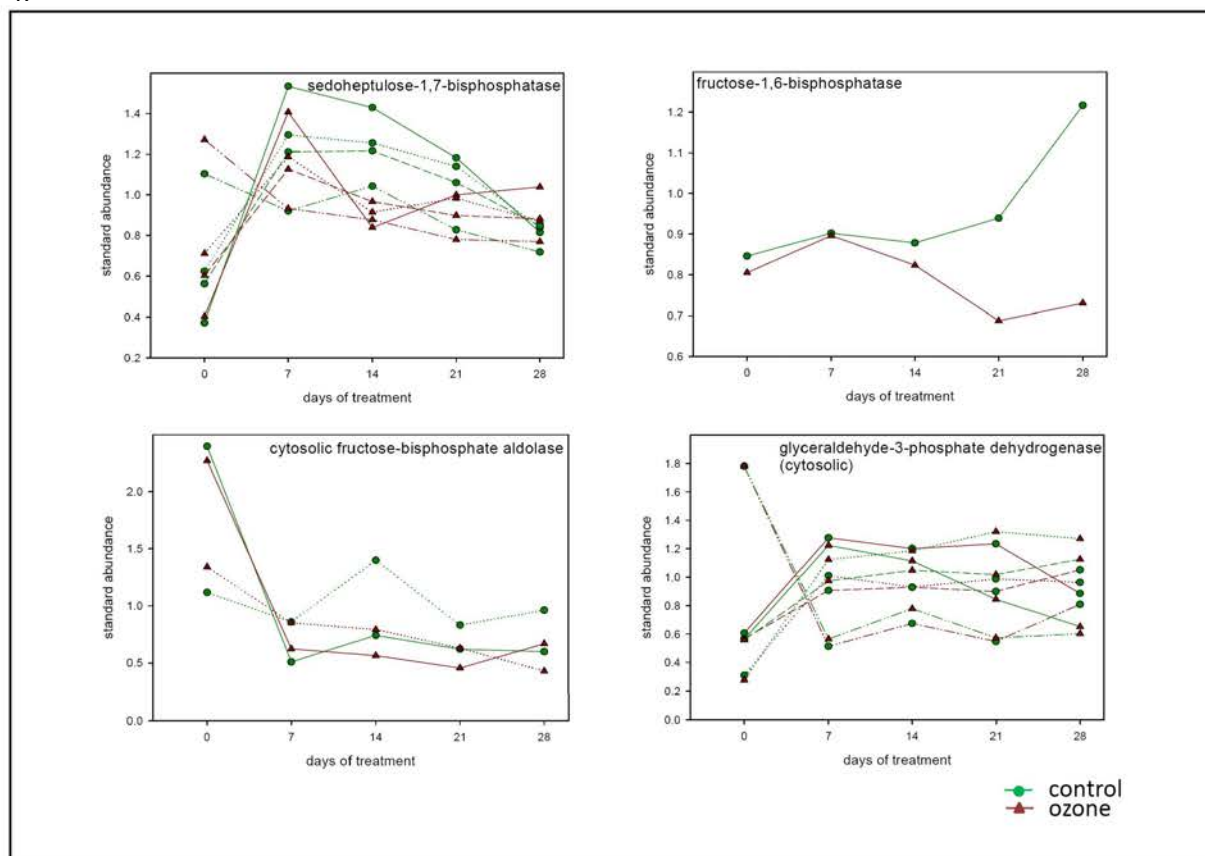 sedoheptulose-1,7-bisphosphatase
standard abundance
1.4
1.2
1.0
0.8
0.6
0.4
0.2
0 7 14 21 28
days of treatment
fructose-1,6-bisphosphatase
standard abundance
1.2
1.1
1.0
0.9
0.8
0.7
0.6
0 7 14 21 28
days of treatment
cytosolic fructose-bisphosphate aldolase
standard abundance
2.0
1.5
1.0
0.5
0.0
0 7 14 21 28
days of treatment
glyceraldehyde-3-phosphate dehydrogenase
(cytosolic)
standard abundance
1.8
1.6
1.4
1.2
1.0
0.8
0.6
0.4
0.2
0.0
0 7 14 21 28
days of treatment
control
ozone